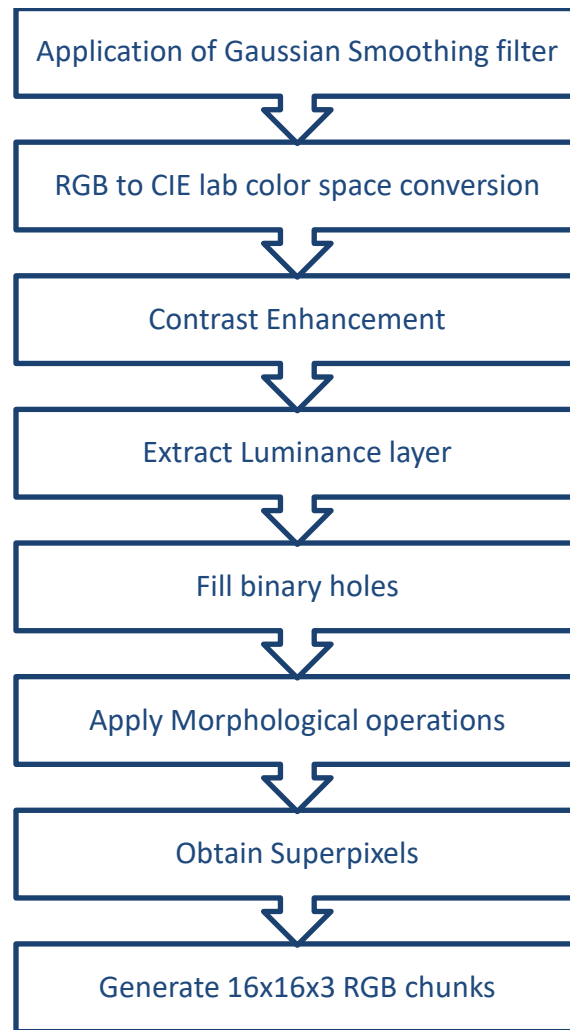 Application of Gaussian Smoothing filter
RGB to CIE lab color space conversion
Contrast Enhancement
Extract Luminance layer
Fill binary holes
Apply Morphological operations
Obtain Superpixels
Generate 16x16x3 RGB chunks